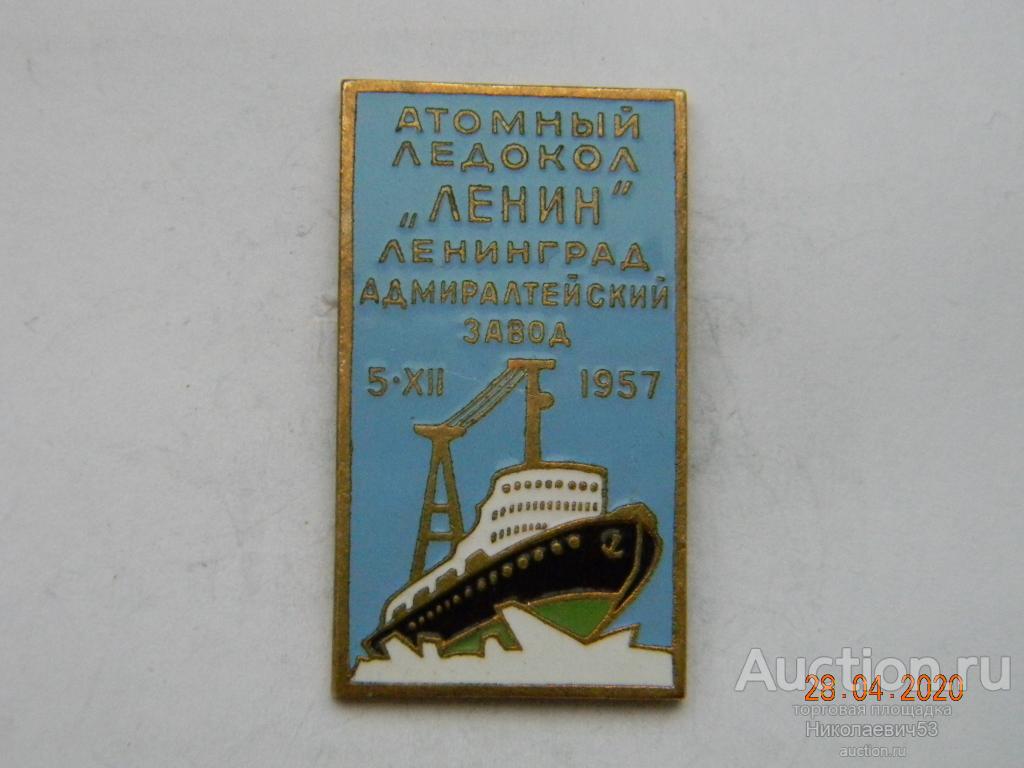 АТОМНЫЙ
ЛЕДОКОЛ
„ЛЕНИН”
ЛЕНИНГРАД
АДМИРАЛТЕЙСКИЙ
ЗАВОД
5·XII 1957
Auction.ru
28.04.2020
торговая площадка
Николаевич53
auction.ru